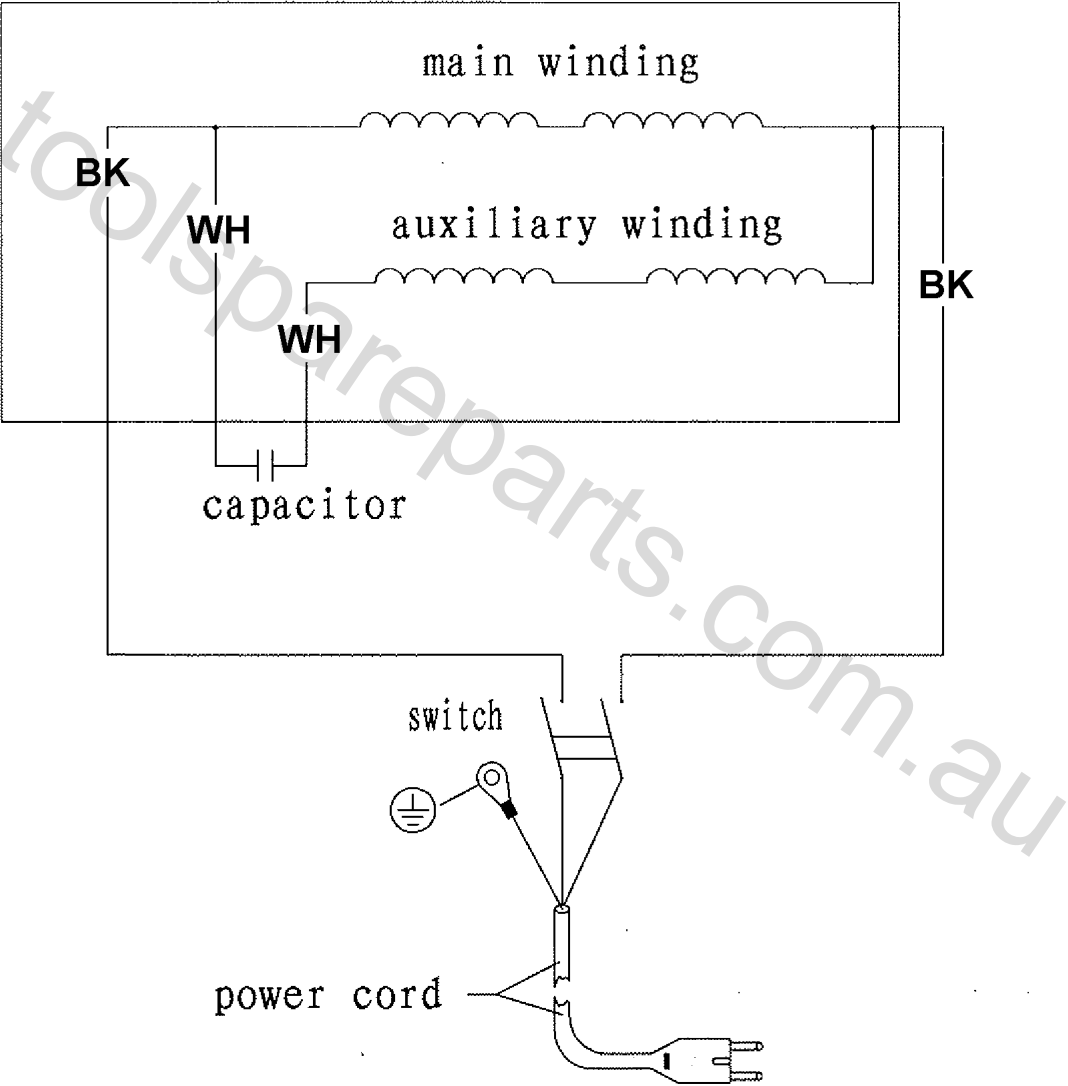 main winding
BK
WH
auxiliary winding
BK
WH
capacitor
switch
power cord
toolspareparts.com.au